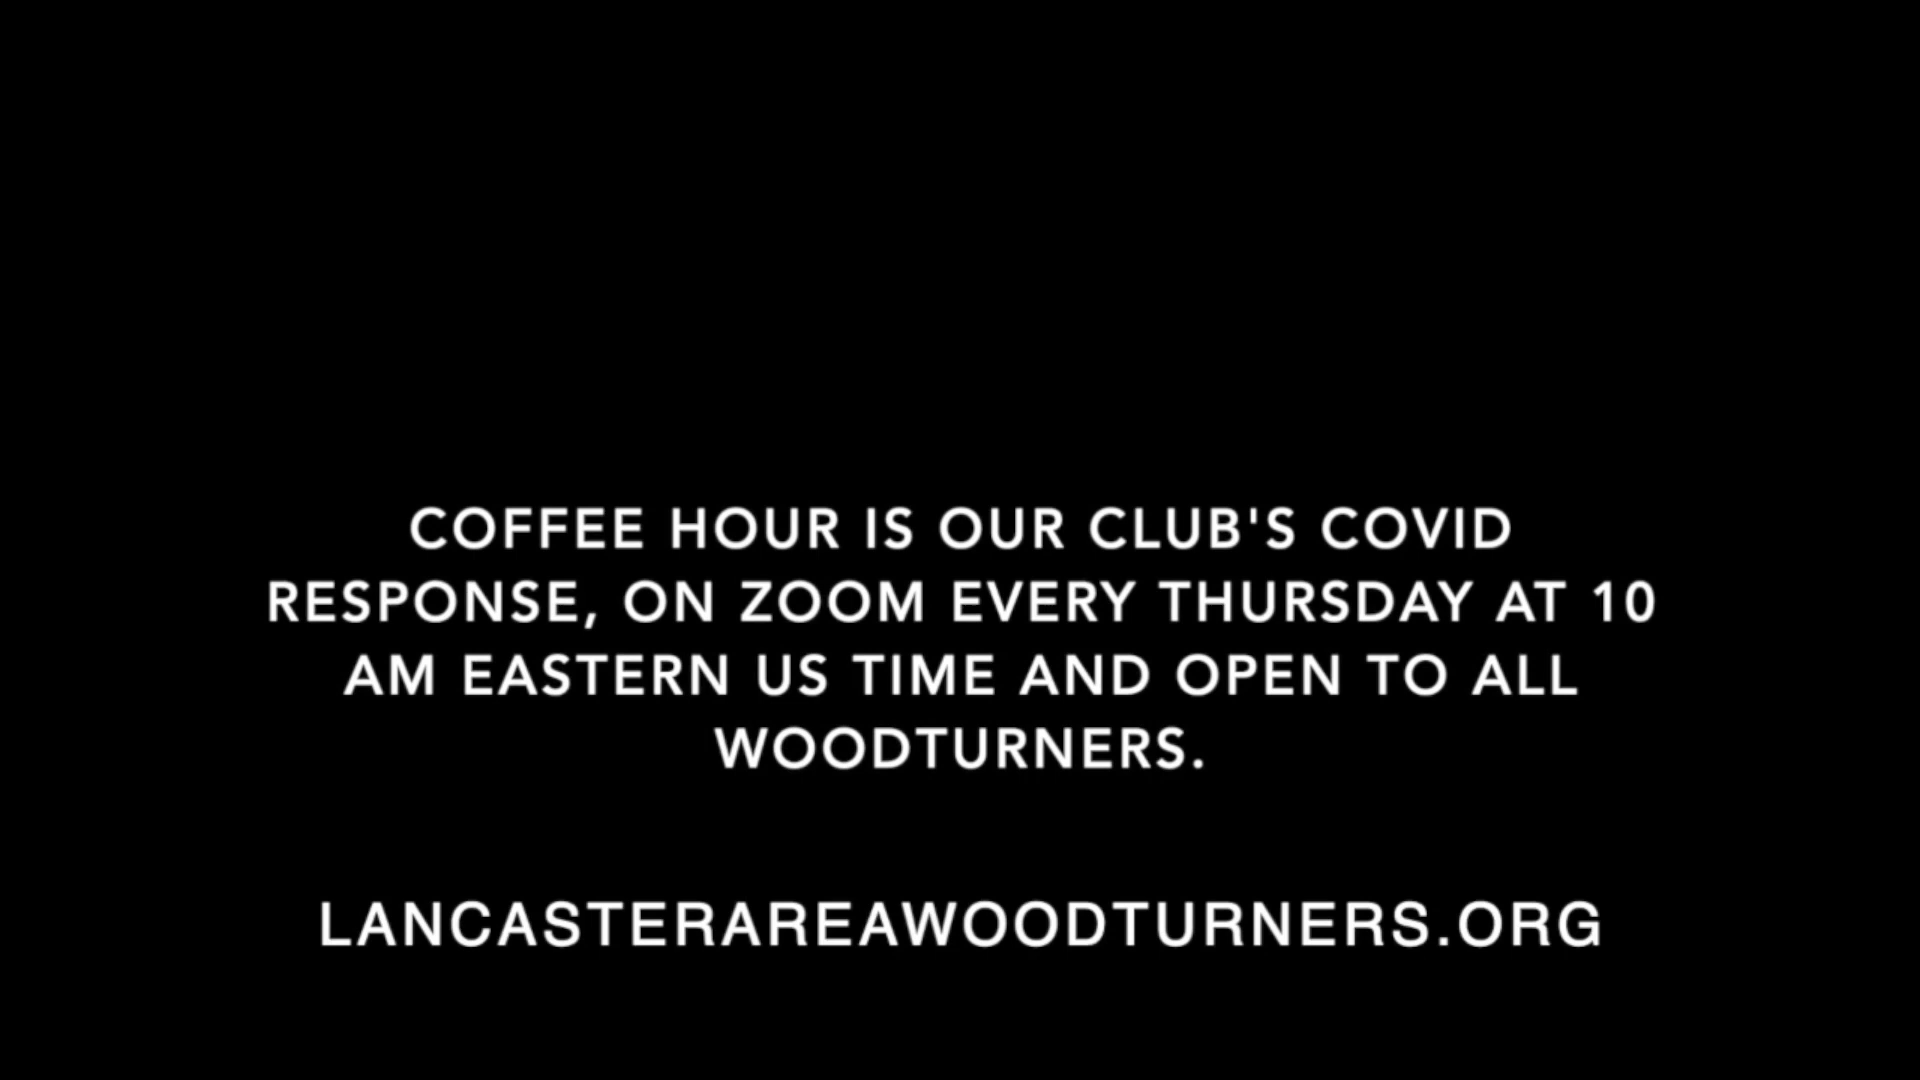 COFFEE HOUR IS OUR CLUB'S COVID
RESPONSE, ON ZOOM EVERY THURSDAY AT 10
AM EASTERN US TIME AND OPEN TO ALL
WOODTURNERS.
LANCASTERAREAWOODTURNERS.ORG